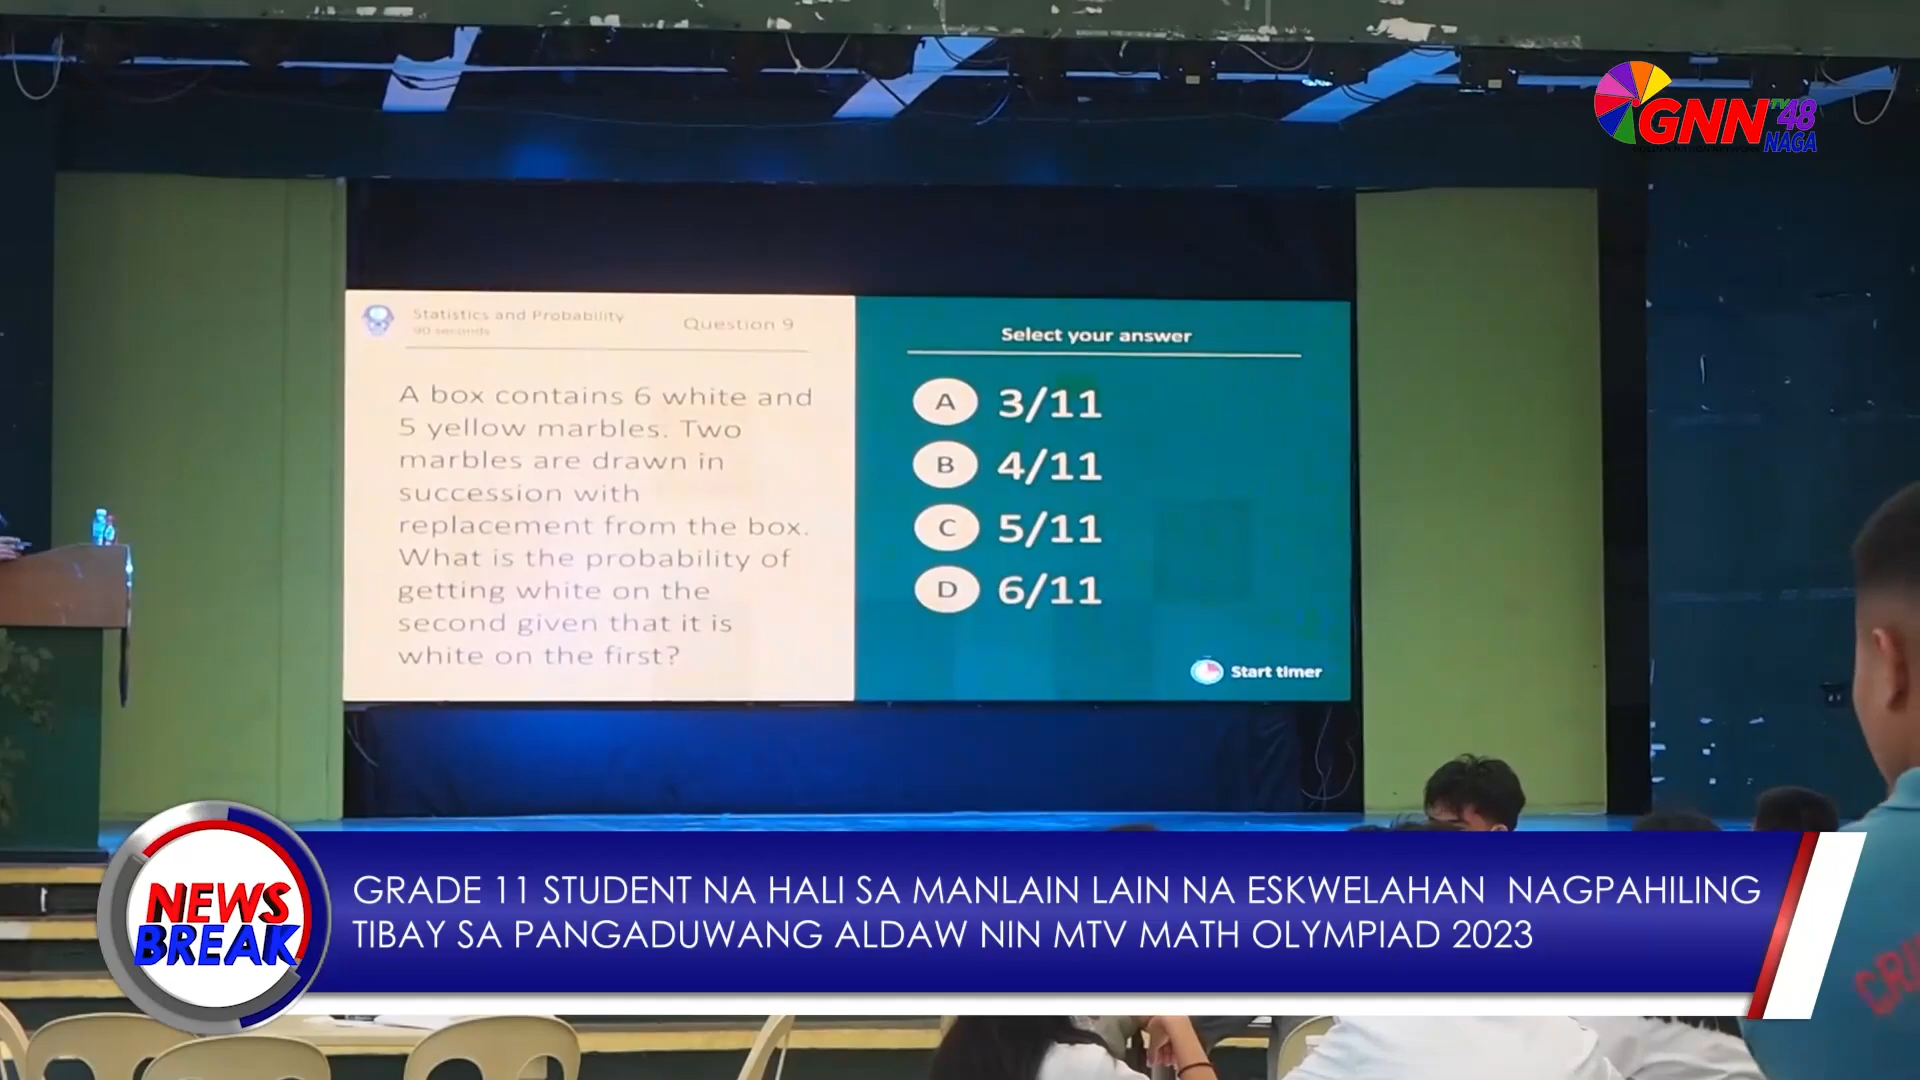 GNN TV 48
NAGA
Statistics and Probability
90 seconds
Question 9
A box contains 6 white and
5 yellow marbles. Two
marbles are drawn in
succession with
replacement from the box.
What is the probability of
getting white on the
second given that it is
white on the first?
Select your answer
A 3/11
B 4/11
C 5/11
D 6/11
Start timer
NEWS
BREAK
GRADE 11 STUDENT NA HALI SA MANLAIN LAIN NA ESKWELAHAN NAGPAHILING
TIBAY SA PANGADUWANG ALDAW NIN MTV MATH OLYMPIAD 2023